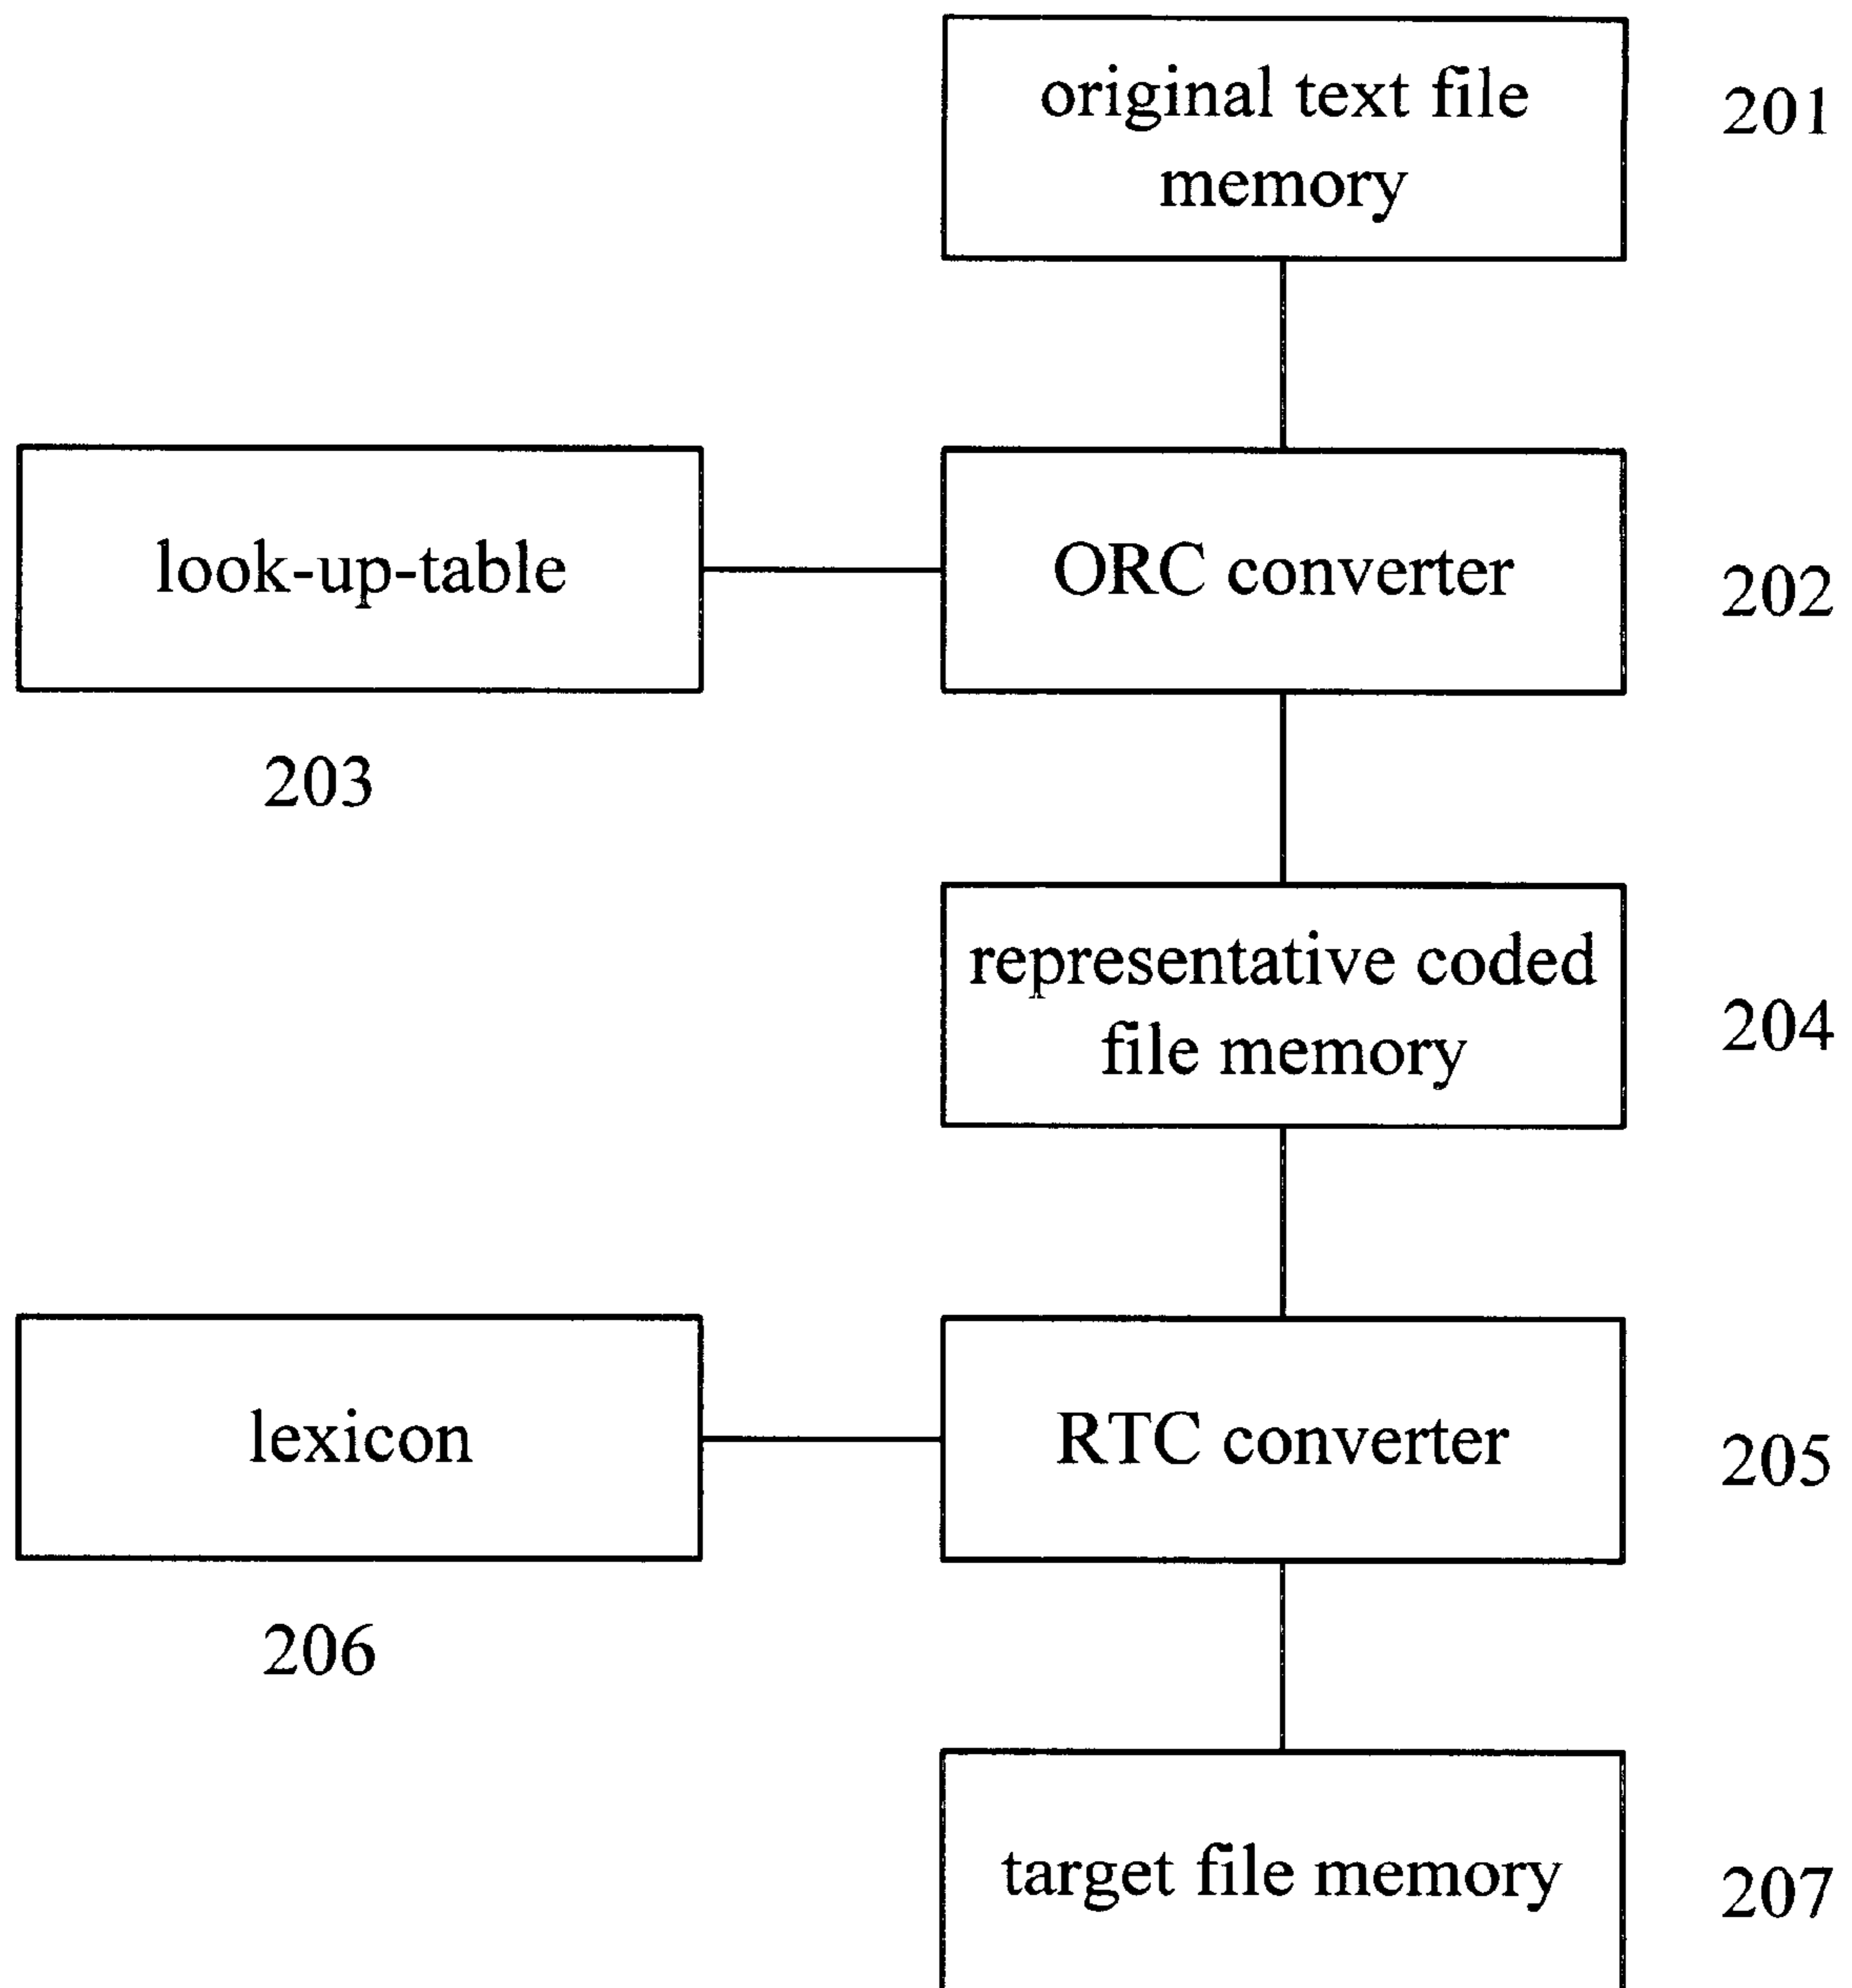 original text file
memory
201
look-up-table
ORC converter
202
203
representative coded
file memory
204
lexicon
RTC converter
205
206
target file memory
207